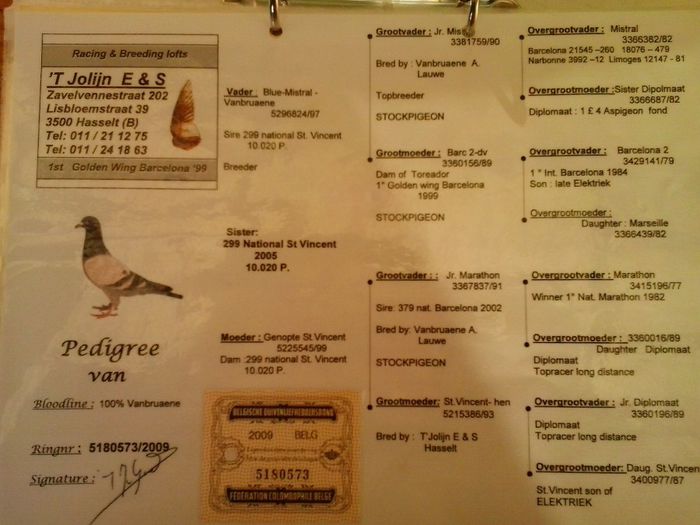 Racing & Breeding lofts
'T Jolijn E & S
Zavelvennestraat 202
Lisbloemstraat 39
3500 Hasselt (B)
Tel: 011 / 21 12 75
Tel: 011 / 24 18 63
1st Golden Wing Barcelona '99
Pedigree
van
Bloodline : 100% Vanbruaene
Ringnr : 5180573/2009
Signature :
Vader : Blue-Mistral -
Vanbruaene
5296824/97
Sire 299 national St. Vincent
10.020 P.
Breeder
Sister:
299 National St Vincent
2005
10.020 P.
Moeder : Genopte St.Vincent
5225545/99
Dam :299 national St. Vincent
10.020 P.
BELGISCHE DUIVENLIEFHEBBERSBOND
2009 BELG
5180573
FEDERATION COLOMBOPHILE BELGE
Grootvader : Jr. Mist
3381759/90
Bred by : Vanbruaene A.
Lauwe
Topbreeder
STOCKPIGEON
Grootmoeder : Barc 2-dv
3360156/89
Dam of Toreador
1° Golden wing Barcelona
1999
STOCKPIGEON
Grootvader : : Jr. Marathon
3367837/91
Sire: 379 nat. Barcelona 2002
Bred by: Vanbruaene A.
Lauwe
STOCKPIGEON
Grootmoeder: St.Vincent- hen
5215386/93
Bred by : T'Jolijn E & S
Hasselt
Overgrootvader : Mistral
3366382/82
Barcelona 21545 –260 18076 – 479
Narbonne 3992 –12 Limoges 12147 - 81
Overgrootmoeder :Sister Dipolmaat
3366687/82
Diplomaat : 1 £ 4 Aspigeon fond
Overgrootvader : Barcelona 2
3429141/79
1 ° Int. Barcelona 1984
Son : late Elektriek
Overgrootmoeder :
Daughter : Marseille
3366439/82
Overgrootvader : Marathon
3415196/77
Winner 1° Nat. Marathon 1982
Overgrootmoeder : 3360016/89
Daughter Diplomaat
Diplomaat
Topracer long distance
Overgrootvader : Jr. Diplomaat
3360196/89
Diplomaat
Topracer long distance
Overgrootmoeder: Daug. St.Vincent
3400977/87
St.Vincent son of
ELEKTRIEK